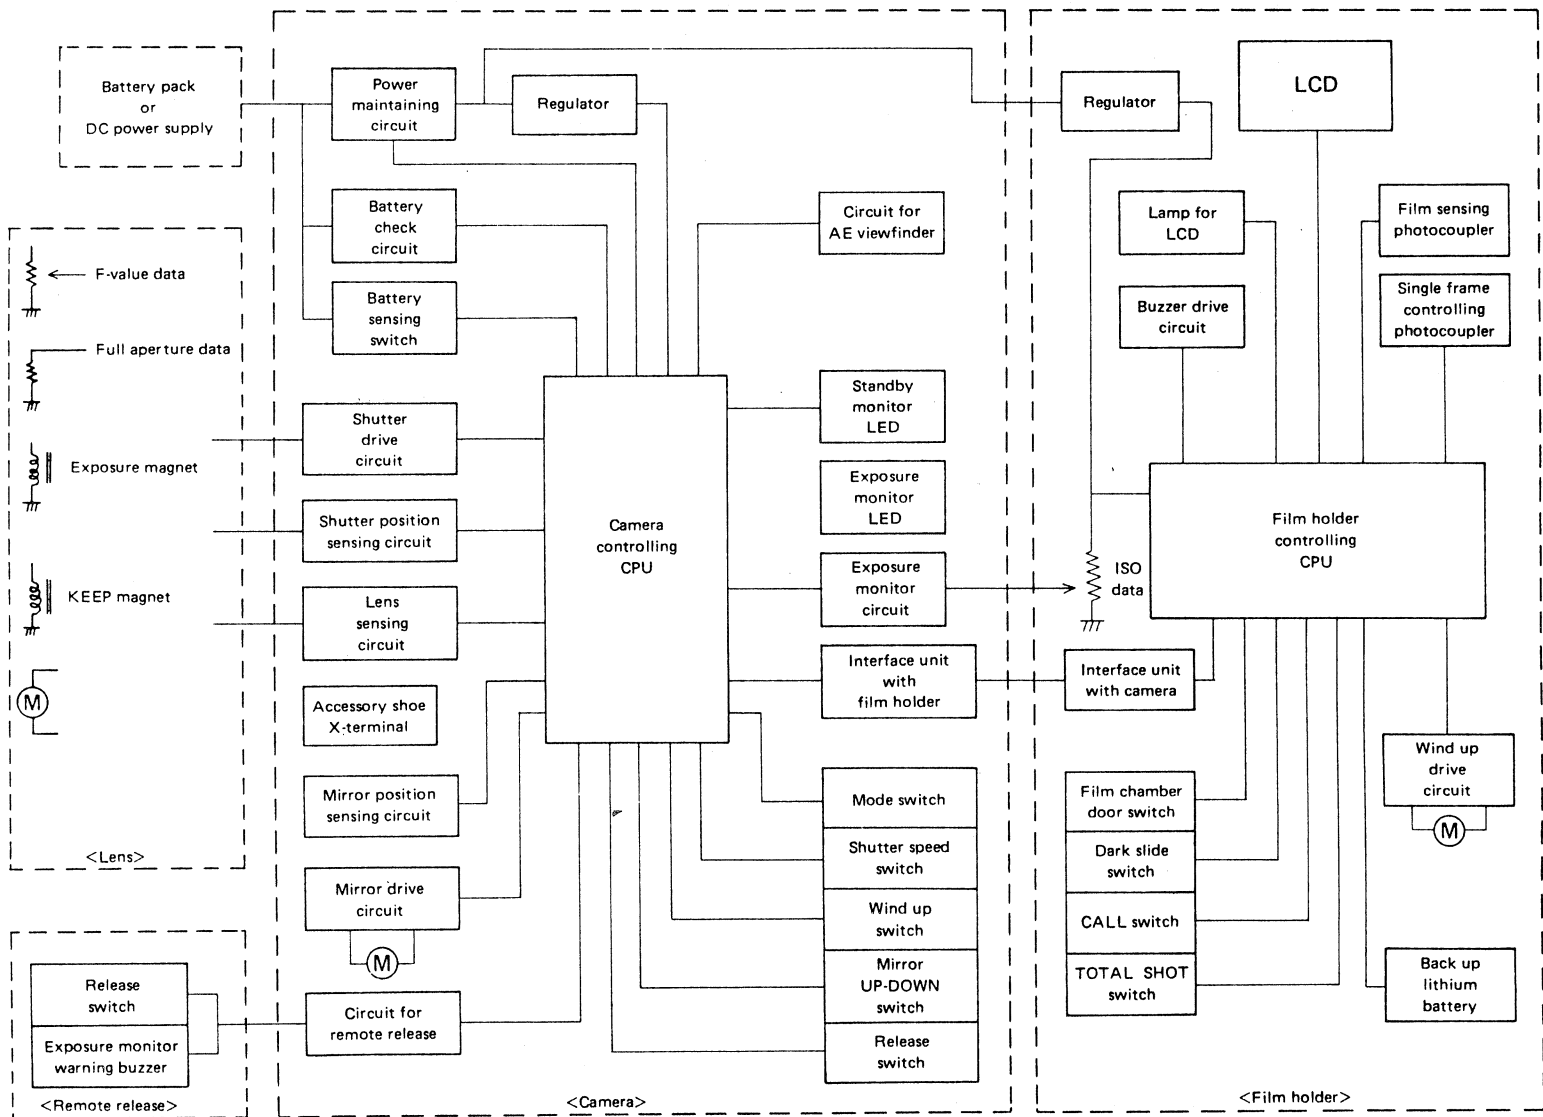 Battery pack
or
DC power supply
Power
maintaining
circuit
Regulator
Regulator
LCD
Battery
check
circuit
Circuit for
AE viewfinder
Lamp for
LCD
Film sensing
photocoupler
F-value data
Battery
sensing
switch
Buzzer drive
circuit
Single frame
controlling
photocoupler
Full aperture data
Shutter
drive
circuit
Standby
monitor
LED
Exposure magnet
Shutter position
sensing circuit
Camera
controlling
CPU
Exposure
monitor
LED
Film holder
controlling
CPU
KEEP magnet
Lens
sensing
circuit
Exposure
monitor
circuit
ISO
data
M
Accessory shoe
X-terminal
Interface unit
with
film holder
Interface unit
with camera
Mirror position
sensing circuit
Mode switch
Film chamber
door switch
Wind up
drive
circuit
M
<Lens>
Shutter speed
switch
Dark slide
switch
Mirror drive
circuit
M
Wind up
switch
CALL switch
Mirror
UP-DOWN
switch
TOTAL SHOT
switch
Back up
lithium
battery
Release
switch
Exposure monitor
warning buzzer
Circuit for
remote release
Release
switch
<Remote release>
<Camera>
<Film holder>